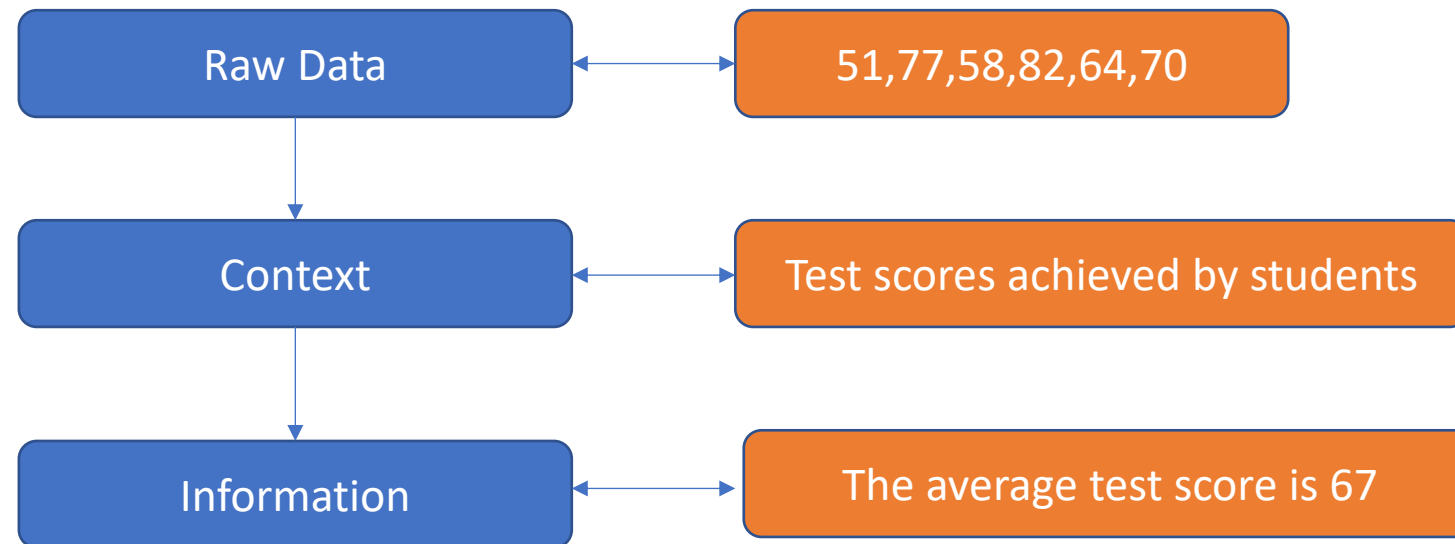 Raw Data
51,77,58,82,64,70
Context
Test scores achieved by students
Information
The average test score is 67